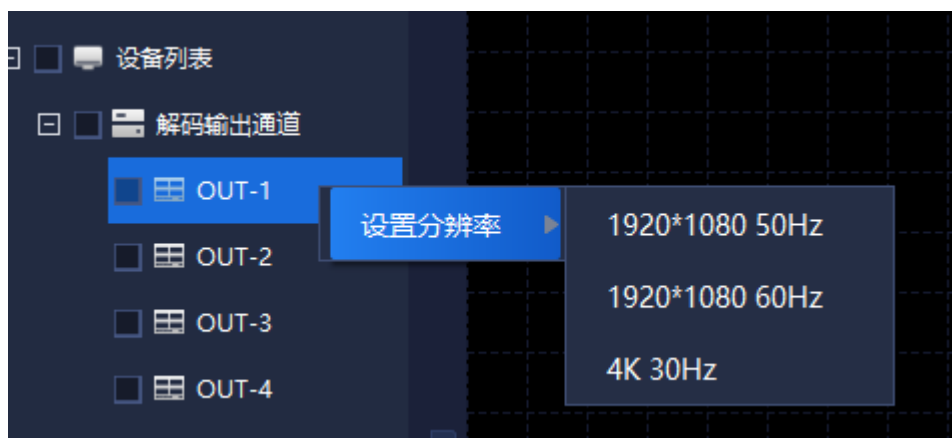 设备列表
解码输出通道
OUT-1
设置分辨率
1920*1080 50Hz
OUT-2
1920*1080 60Hz
OUT-3
4K 30Hz
OUT-4